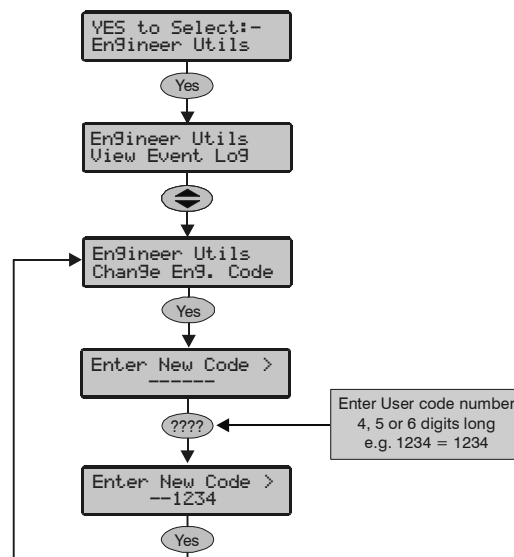 YES to Select:-
Engineer Utils
Yes
Engineer Utils
View Event Log
Engineer Utils
Change Eng. Code
Yes
Enter New Code >
------
????
Enter User code number
4, 5 or 6 digits long
e.g. 1234 = 1234
Enter New Code >
--1234
Yes